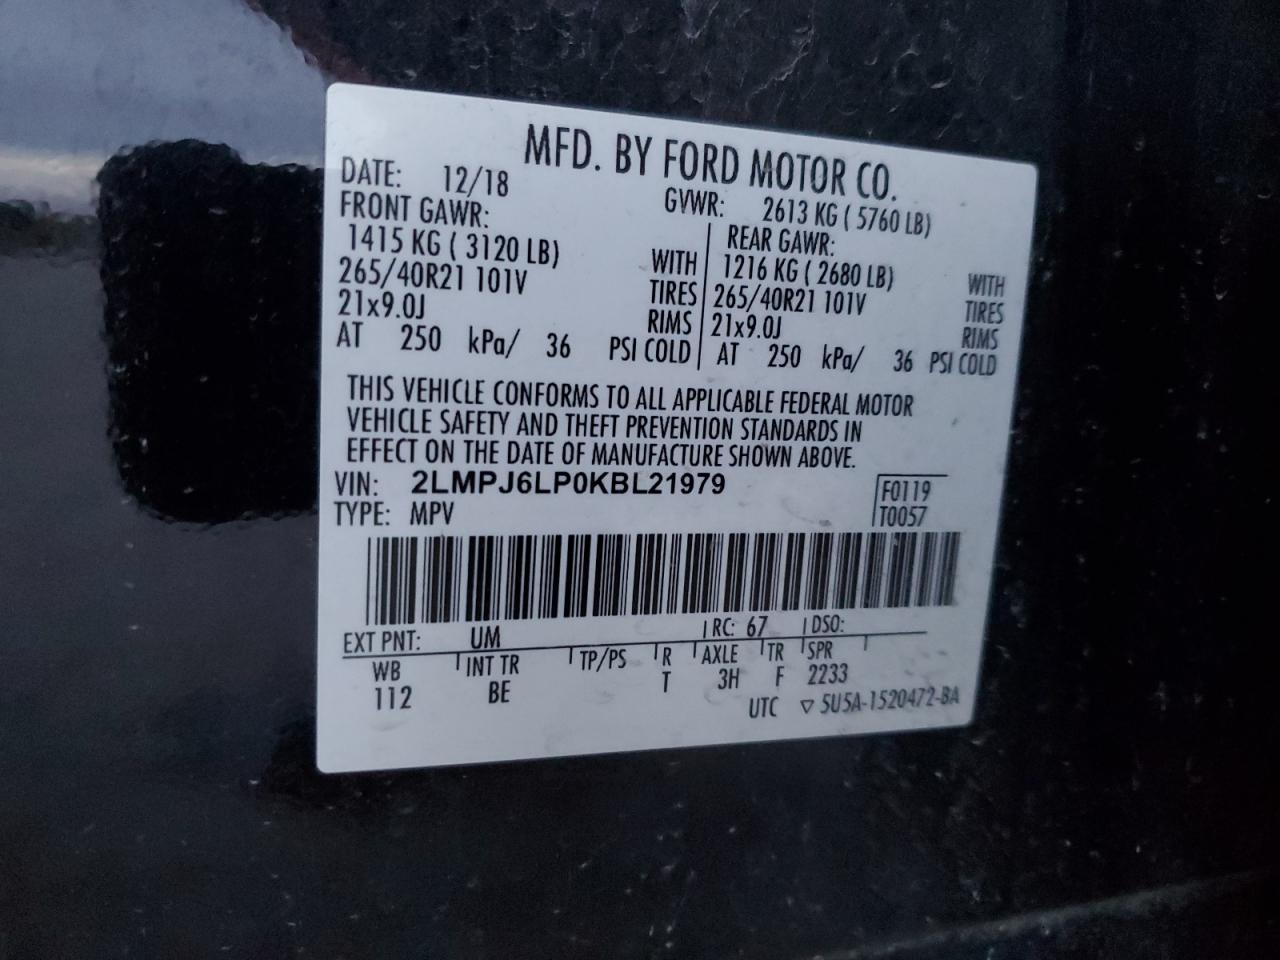 MFD. BY FORD MOTOR CO.
DATE: 12/18 GVWR: 2613 KG ( 5760 LB)
FRONT GAWR: REAR GAWR:
1415 KG ( 3120 LB) WITH 1216 KG ( 2680 LB) WITH
265/40R21 101V TIRES 265/40R21 101V TIRES
21x9.0J RIMS 21x9.0J RIMS
AT 250 kPa/ 36 PSI COLD AT 250 kPa/ 36 PSI COLD
THIS VEHICLE CONFORMS TO ALL APPLICABLE FEDERAL MOTOR
VEHICLE SAFETY AND THEFT PREVENTION STANDARDS IN
EFFECT ON THE DATE OF MANUFACTURE SHOWN ABOVE.
VIN: 2LMPJ6LP0KBL21979 F0119
TYPE: MPV T0057
EXT PNT: UM RC: 67 DSO:
WB INT TR TP/PS R AXLE TR SPR
112 BE T 3H F 2233
UTC ▽ 5U5A-1520472-BA